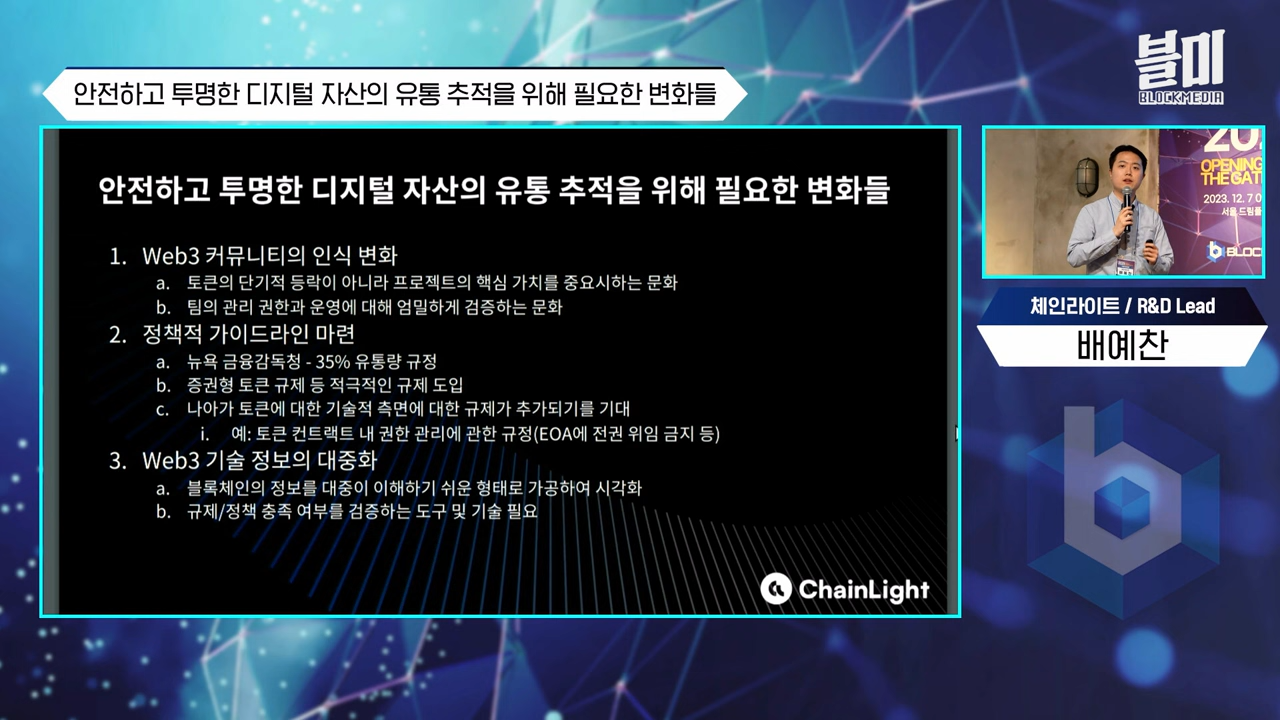 블미
BLOCKMEDIA
안전하고 투명한 디지털 자산의 유통 추적을 위해 필요한 변화들
안전하고 투명한 디지털 자산의 유통 추적을 위해 필요한 변화들
1. Web3 커뮤니티의 인식 변화
a. 토큰의 단기적 등락이 아니라 프로젝트의 핵심 가치를 중요시하는 문화
b. 팀의 관리 권한과 운영에 대해 엄밀하게 검증하는 문화
2. 정책적 가이드라인 마련
a. 뉴욕 금융감독청 - 35% 유통량 규정
b. 증권형 토큰 규제 등 적극적인 규제 도입
c. 나아가 토큰에 대한 기술적 측면에 대한 규제가 추가되기를 기대
i. 예: 토큰 컨트랙트 내 권한 관리에 관한 규정(EOA에 전권 위임 금지 등)
3. Web3 기술 정보의 대중화
a. 블록체인의 정보를 대중이 이해하기 쉬운 형태로 가공하여 시각화
b. 규제/정책 충족 여부를 검증하는 도구 및 기술 필요
ChainLight
OPENING
THE GAT
2023. 12. 7
서울 드림플
BLOC
체인라이트 / R&D Lead
배예찬